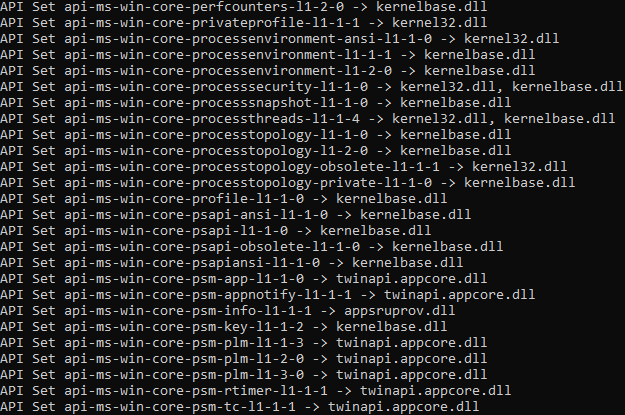 API Set api-ms-win-core-perfcounters-l1-2-0 -> kernelbase.dll
API Set api-ms-win-core-privateprofile-l1-1-1 -> kernel32.dll
API Set api-ms-win-core-processenvironment-ansi-l1-1-0 -> kernel32.dll
API Set api-ms-win-core-processenvironment-l1-1-1 -> kernelbase.dll
API Set api-ms-win-core-processenvironment-l1-2-0 -> kernelbase.dll
API Set api-ms-win-core-processsecurity-l1-1-0 -> kernel32.dll, kernelbase.dll
API Set api-ms-win-core-processsnapshot-l1-1-0 -> kernelbase.dll
API Set api-ms-win-core-processthreads-l1-1-4 -> kernel32.dll, kernelbase.dll
API Set api-ms-win-core-processtopology-l1-1-0 -> kernelbase.dll
API Set api-ms-win-core-processtopology-l1-2-0 -> kernelbase.dll
API Set api-ms-win-core-processtopology-obsolete-l1-1-1 -> kernel32.dll
API Set api-ms-win-core-processtopology-private-l1-1-0 -> kernelbase.dll
API Set api-ms-win-core-profile-l1-1-0 -> kernelbase.dll
API Set api-ms-win-core-psapi-ansi-l1-1-0 -> kernelbase.dll
API Set api-ms-win-core-psapi-l1-1-0 -> kernelbase.dll
API Set api-ms-win-core-psapi-obsolete-l1-1-0 -> kernelbase.dll
API Set api-ms-win-core-psapiansi-l1-1-0 -> kernelbase.dll
API Set api-ms-win-core-psm-app-l1-1-0 -> twinapi.appcore.dll
API Set api-ms-win-core-psm-appnotify-l1-1-1 -> twinapi.appcore.dll
API Set api-ms-win-core-psm-info-l1-1-1 -> appsruprov.dll
API Set api-ms-win-core-psm-key-l1-1-2 -> kernelbase.dll
API Set api-ms-win-core-psm-plm-l1-1-3 -> twinapi.appcore.dll
API Set api-ms-win-core-psm-plm-l1-2-0 -> twinapi.appcore.dll
API Set api-ms-win-core-psm-plm-l1-3-0 -> twinapi.appcore.dll
API Set api-ms-win-core-psm-rtimer-l1-1-1 -> twinapi.appcore.dll
API Set api-ms-win-core-psm-tc-l1-1-1 -> twinapi.appcore.dll